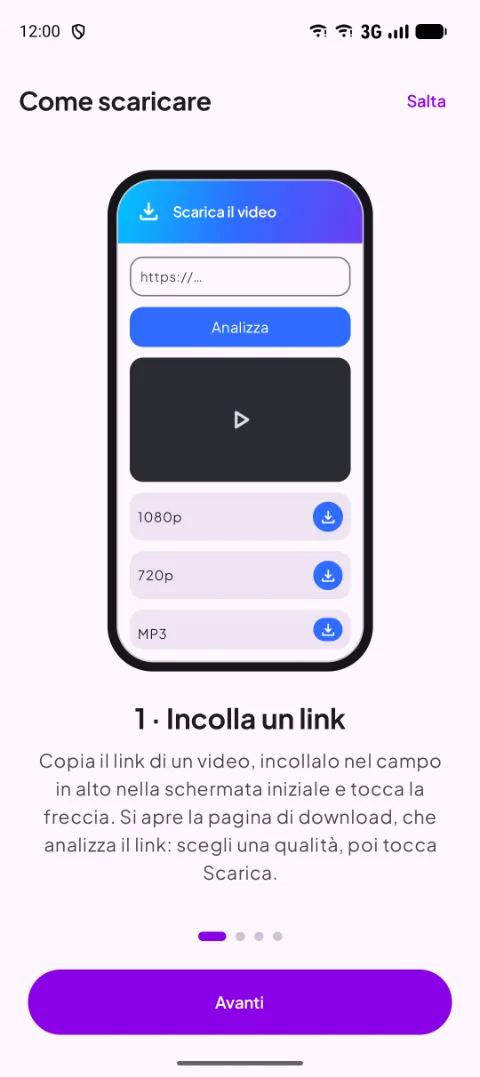 12:00
3G
Come scaricare
Salta
Scarica il video
https://...
Analizza
1080p
720p
MP3
1 · Incolla un link
Copia il link di un video, incollalo nel campo
in alto nella schermata iniziale e tocca la
freccia. Si apre la pagina di download, che
analizza il link: scegli una qualità, poi tocca
Scarica.
Avanti